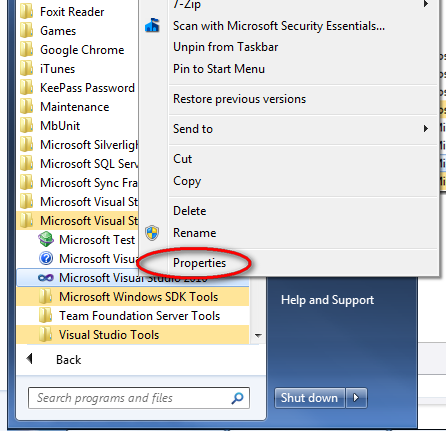 Foxit Reader
Games
Google Chrome
iTunes
KeePass Password
Maintenance
MbUnit
Microsoft Silverligh
Microsoft SQL Serv
Microsoft Sync Fra
Microsoft Visual St
Microsoft Visual St
Microsoft Test
Microsoft Visua
Microsoft Visual Studio 2010
Microsoft Windows SDK Tools
Team Foundation Server Tools
Visual Studio Tools
Back
Search programs and files
7-Zip
Scan with Microsoft Security Essentials...
Unpin from Taskbar
Pin to Start Menu
Restore previous versions
Send to
Cut
Copy
Delete
Rename
Properties
Help and Support
Shut down